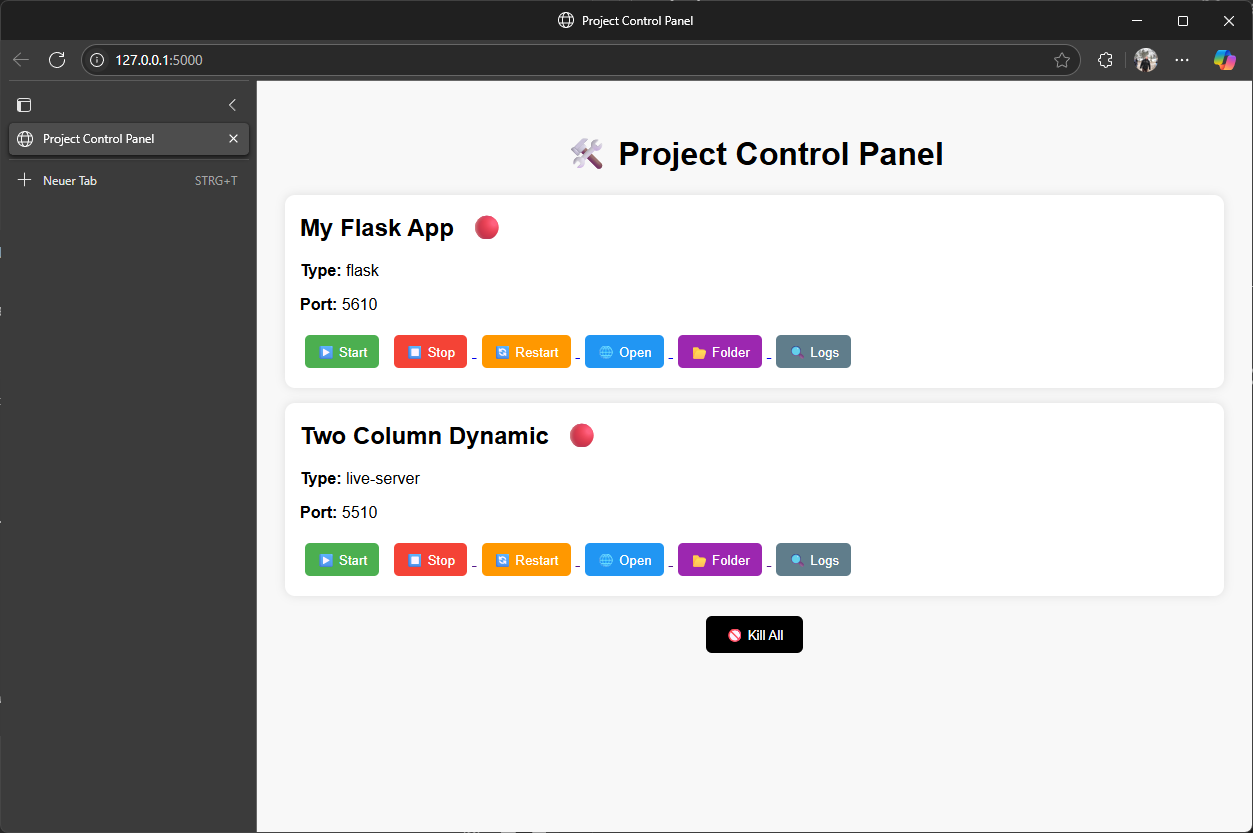 Project Control Panel
127.0.0.1:5000
Project Control Panel
Neuer Tab STRG+T
Project Control Panel
My Flask App
Type: flask
Port: 5610
Start Stop Restart Open Folder Logs
Two Column Dynamic
Type: live-server
Port: 5510
Start Stop Restart Open Folder Logs
Kill All